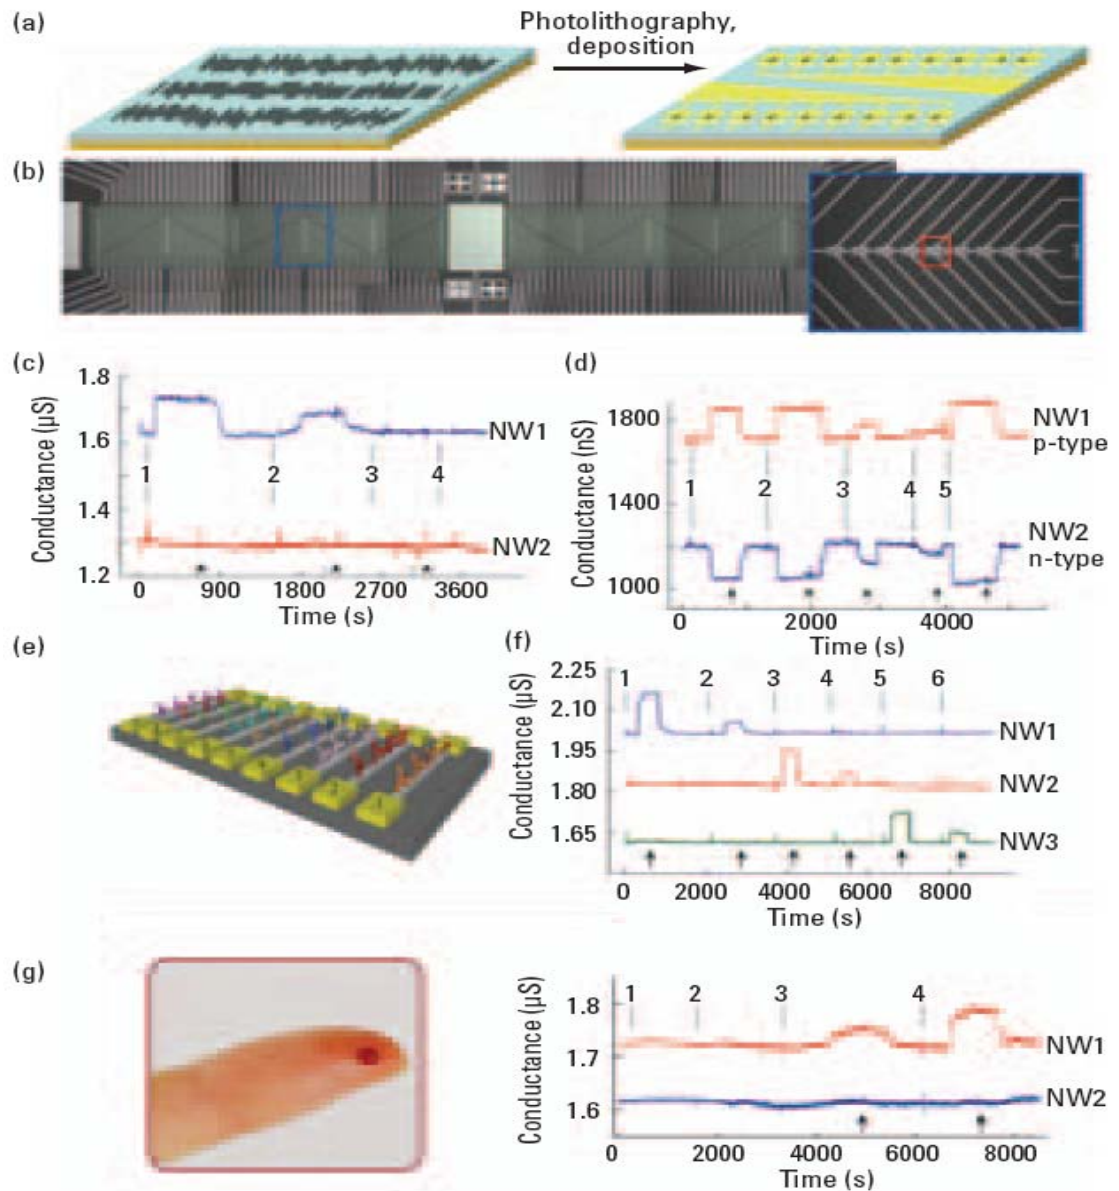 (a)
Photolithography,
deposition
(b)
(c)
Conductance (µS)
1.8
1.6
1.4
1.2
1 2 3 4
NW1
NW2
0 900 1800 2700 3600
Time (s)
(d)
Conductance (nS)
1800
1400
1000
1 2 3 4 5
NW1
p-type
NW2
n-type
0 2000 4000
Time (s)
(e)
(f)
Conductance (µS)
2.25
2.10
1.95
1.80
1.65
1 2 3 4 5 6
NW1
NW2
NW3
0 2000 4000 6000 8000
Time (s)
(g)
Conductance (µS)
1.8
1.7
1.6
1 2 3 4
NW1
NW2
0 2000 4000 6000 8000
Time (s)